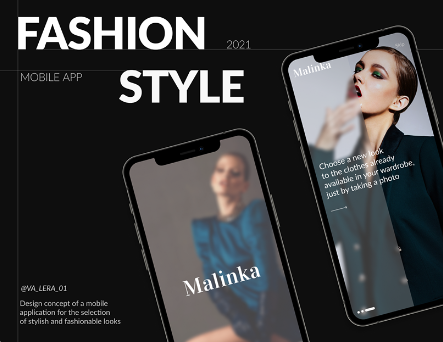 FASHION
2021
MOBILE APP
STYLE
Malinka
Choose a new look
to the clothes already
available in your wardrobe,
just by taking a photo
Malinka
@VA_LERA_01
Design concept of a mobile
application for the selection
of stylish and fashionable looks